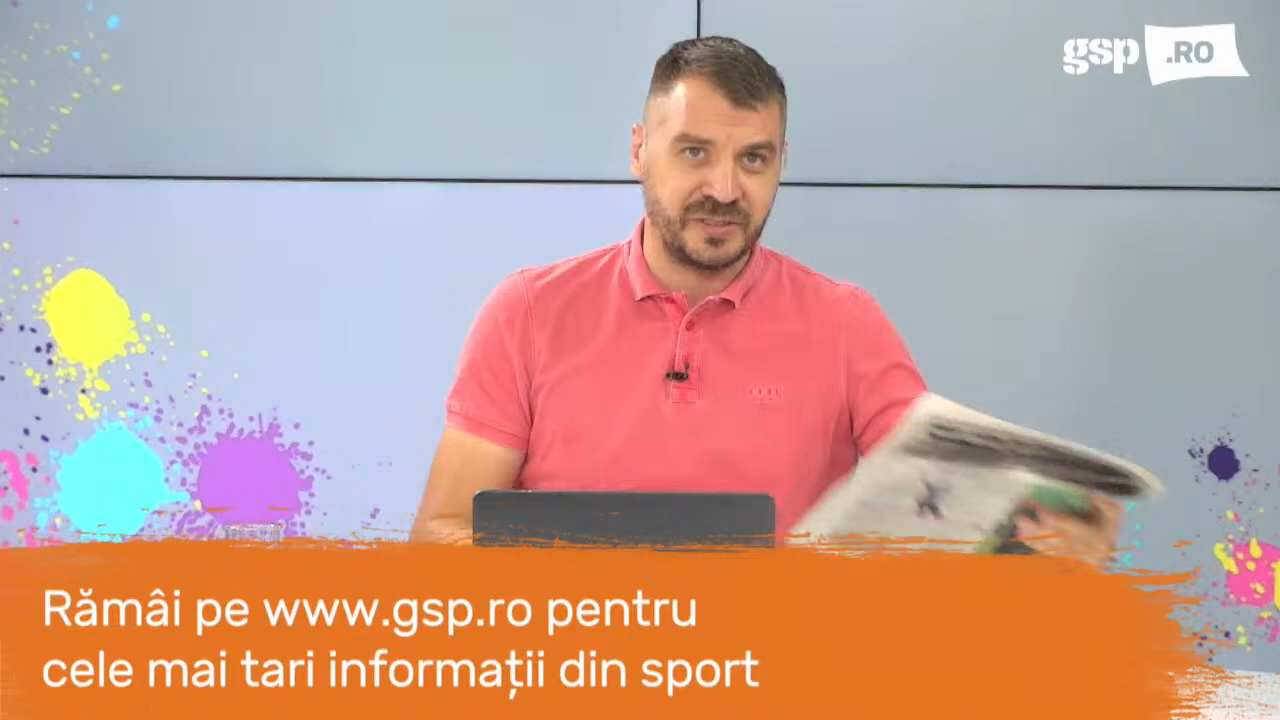 gsp .RO
Rămâi pe www.gsp.ro pentru
cele mai tari informații din sport